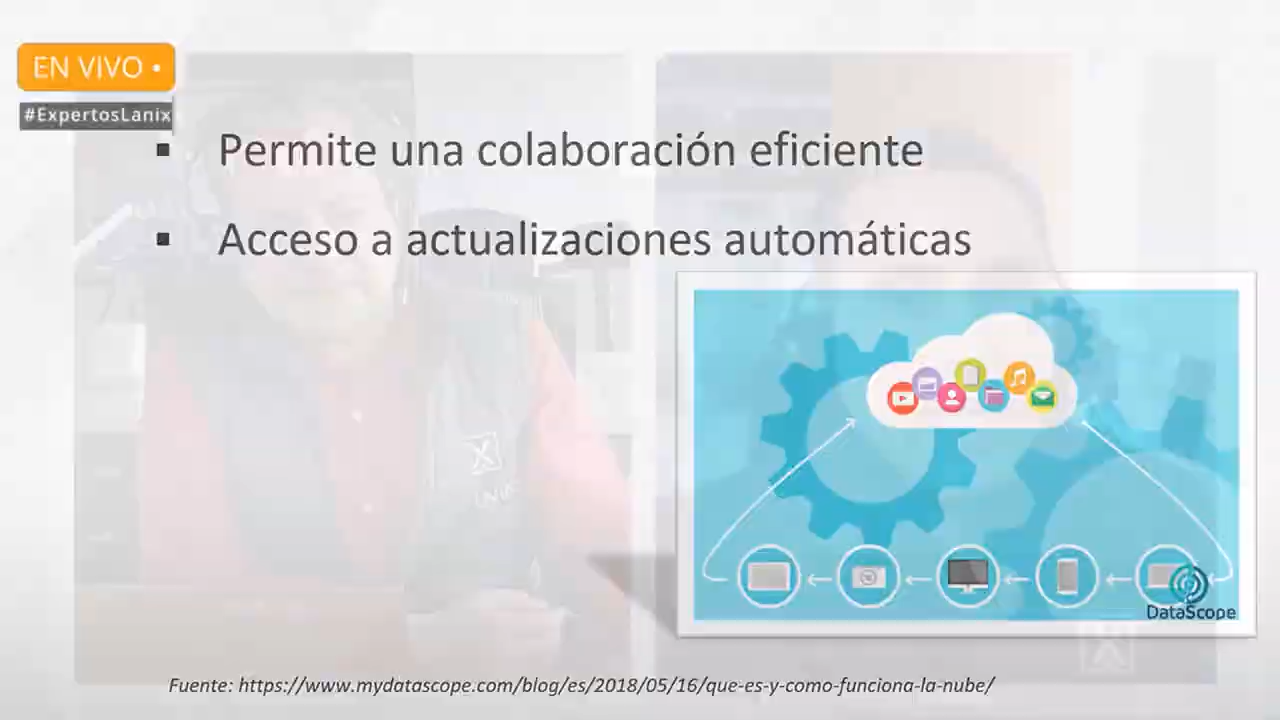 EN VIVO •
#ExpertosLanix
▪ Permite una colaboración eficiente
▪ Acceso a actualizaciones automáticas
DataScope
Fuente: https://www.mydatascope.com/blog/es/2018/05/16/que-es-y-como-funciona-la-nube/